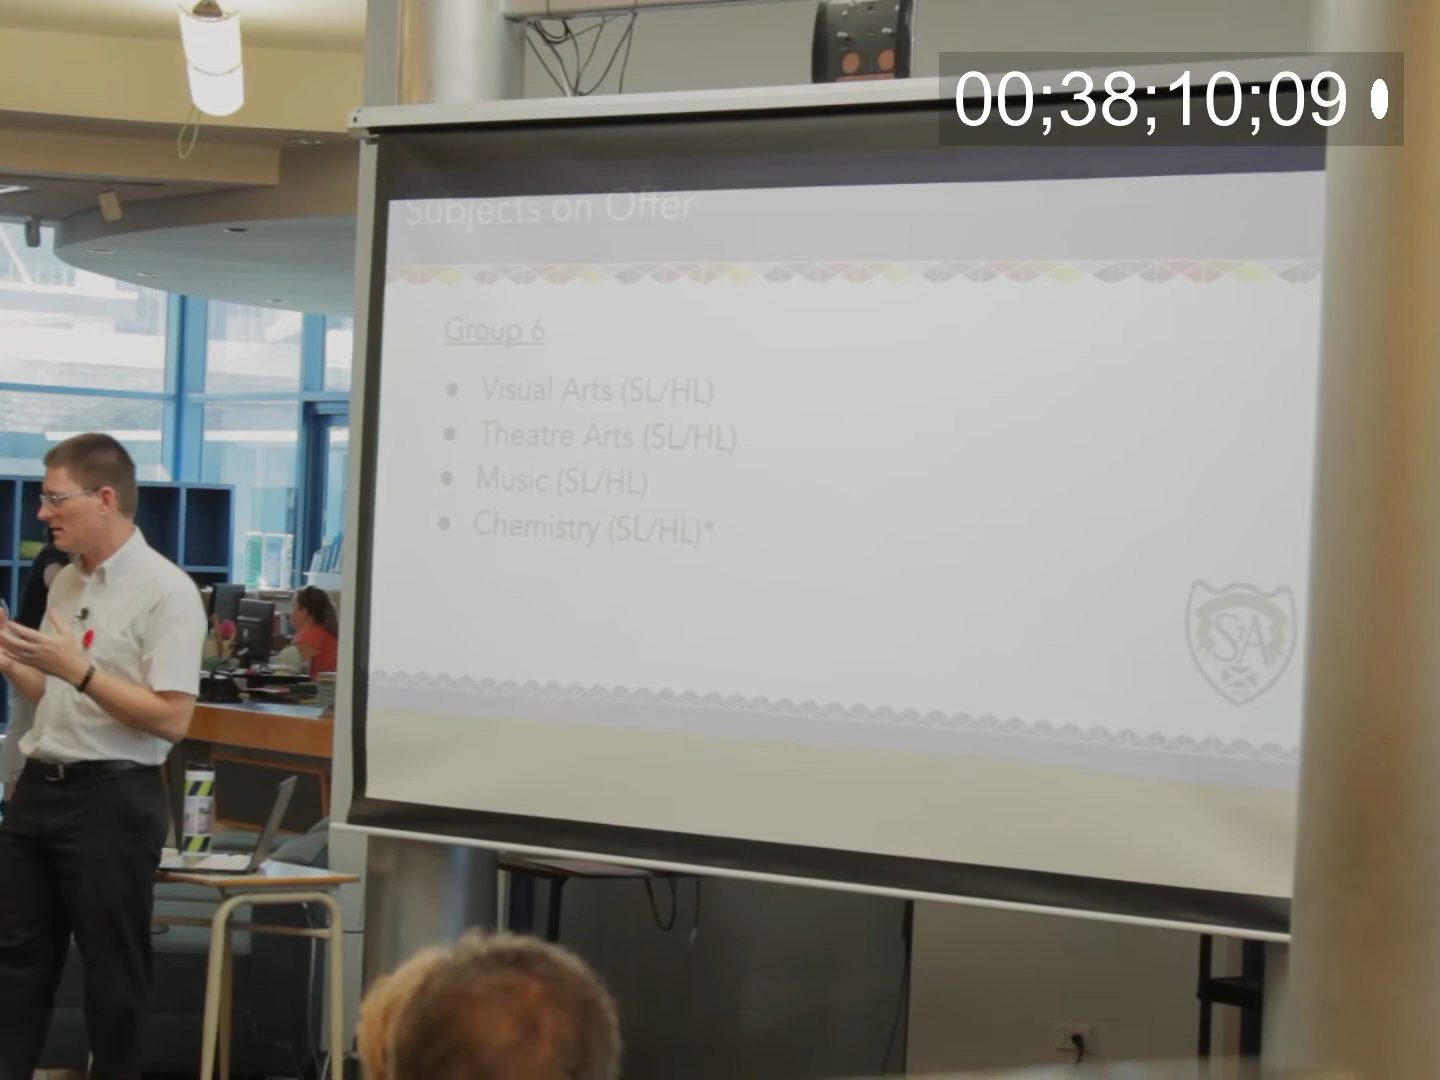 00;38;10;09
Subjects on Offer
Group 6
• Visual Arts (SL/HL)
• Theatre Arts (SL/HL)
• Music (SL/HL)
• Chemistry (SL/HL)*
StA